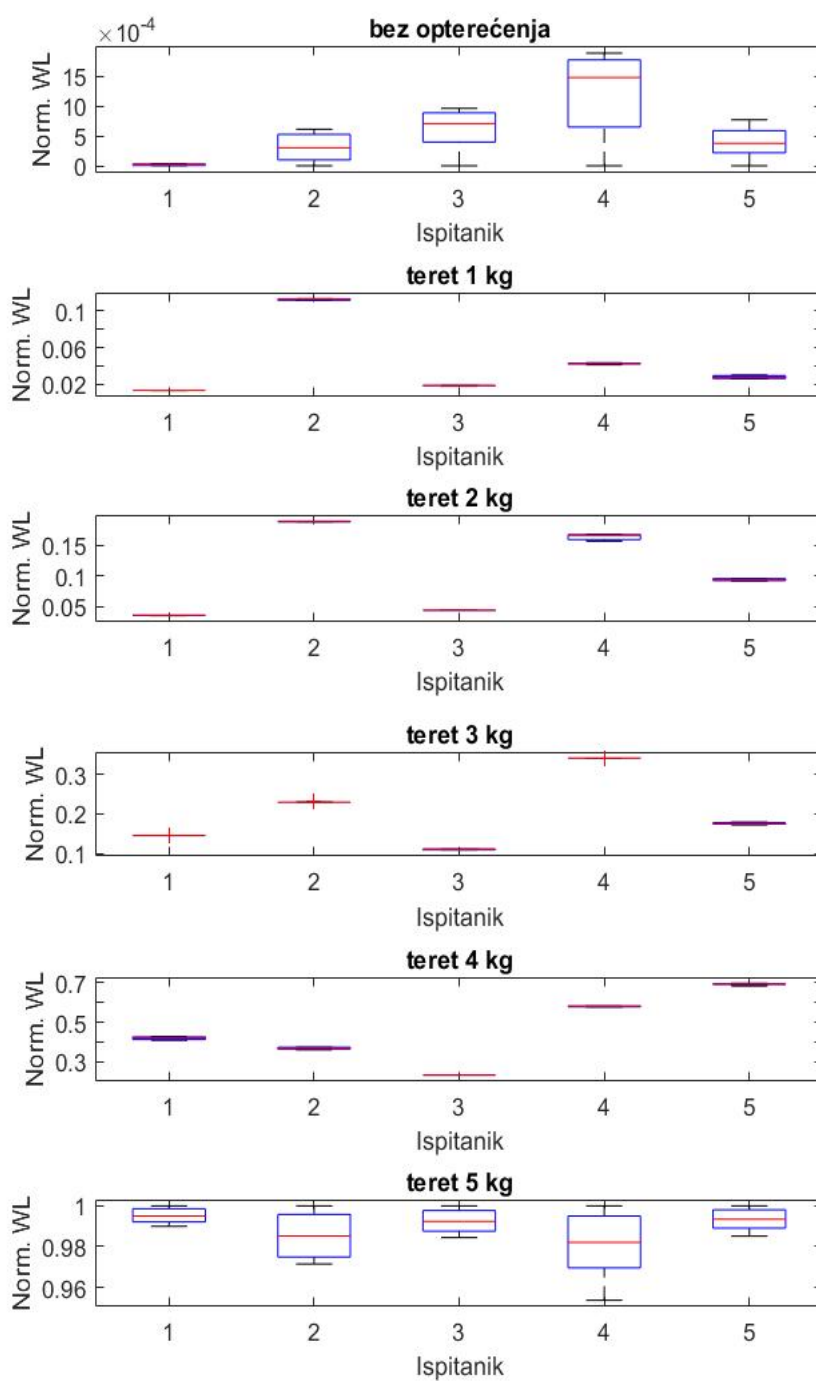 ×10⁻⁴
bez opterećenja
Norm. WL
15
10
5
0
1 2 3 4 5
Ispitanik
teret 1 kg
Norm. WL
0.1
0.06
0.02
1 2 3 4 5
Ispitanik
teret 2 kg
Norm. WL
0.15
0.1
0.05
1 2 3 4 5
Ispitanik
teret 3 kg
Norm. WL
0.3
0.2
0.1
1 2 3 4 5
Ispitanik
teret 4 kg
Norm. WL
0.7
0.5
0.3
1 2 3 4 5
Ispitanik
teret 5 kg
Norm. WL
1
0.98
0.96
1 2 3 4 5
Ispitanik